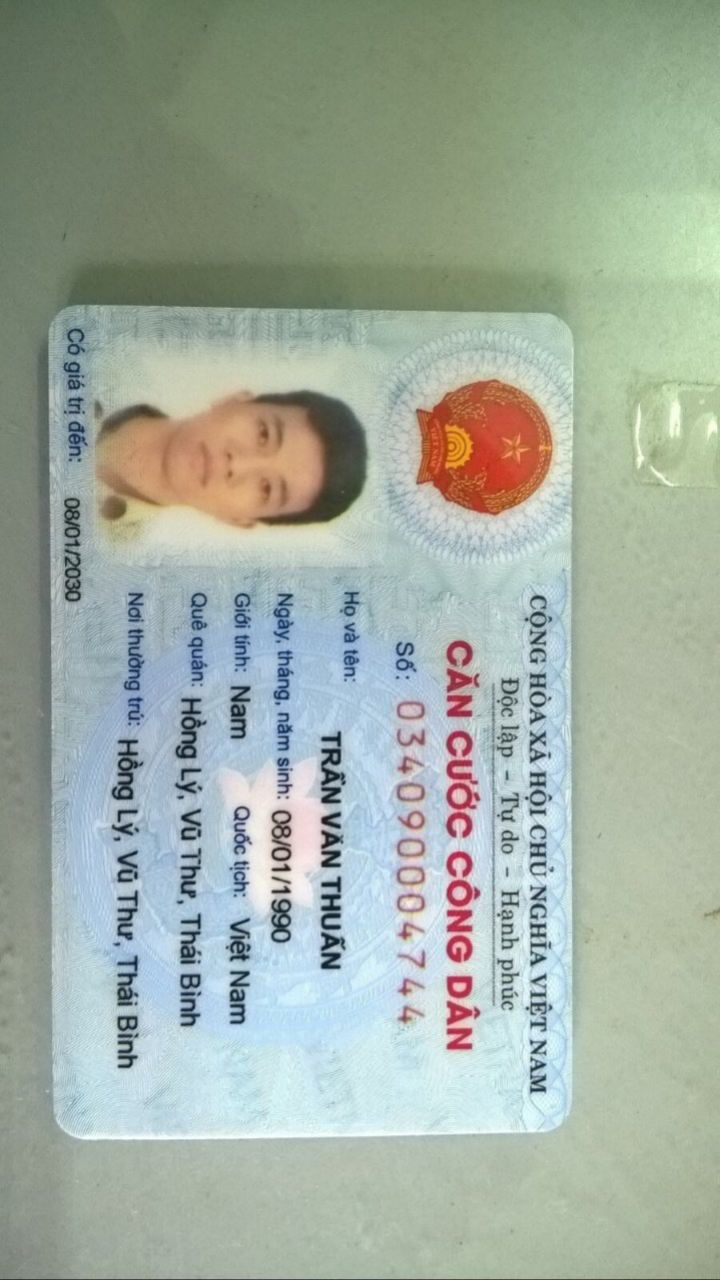 CỘNG HÒA XÃ HỘI CHỦ NGHĨA VIỆT NAM
Độc lập - Tự do - Hạnh phúc
CĂN CƯỚC CÔNG DÂN
Số: 034090004744
Họ và tên:
TRẦN VĂN THUẤN
Ngày, tháng, năm sinh: 08/01/1990
Giới tính: Nam Quốc tịch: Việt Nam
Quê quán: Hồng Lý, Vũ Thư, Thái Bình
Nơi thường trú: Hồng Lý, Vũ Thư, Thái Bình
Có giá trị đến: 08/01/2030
VIỆT NAM